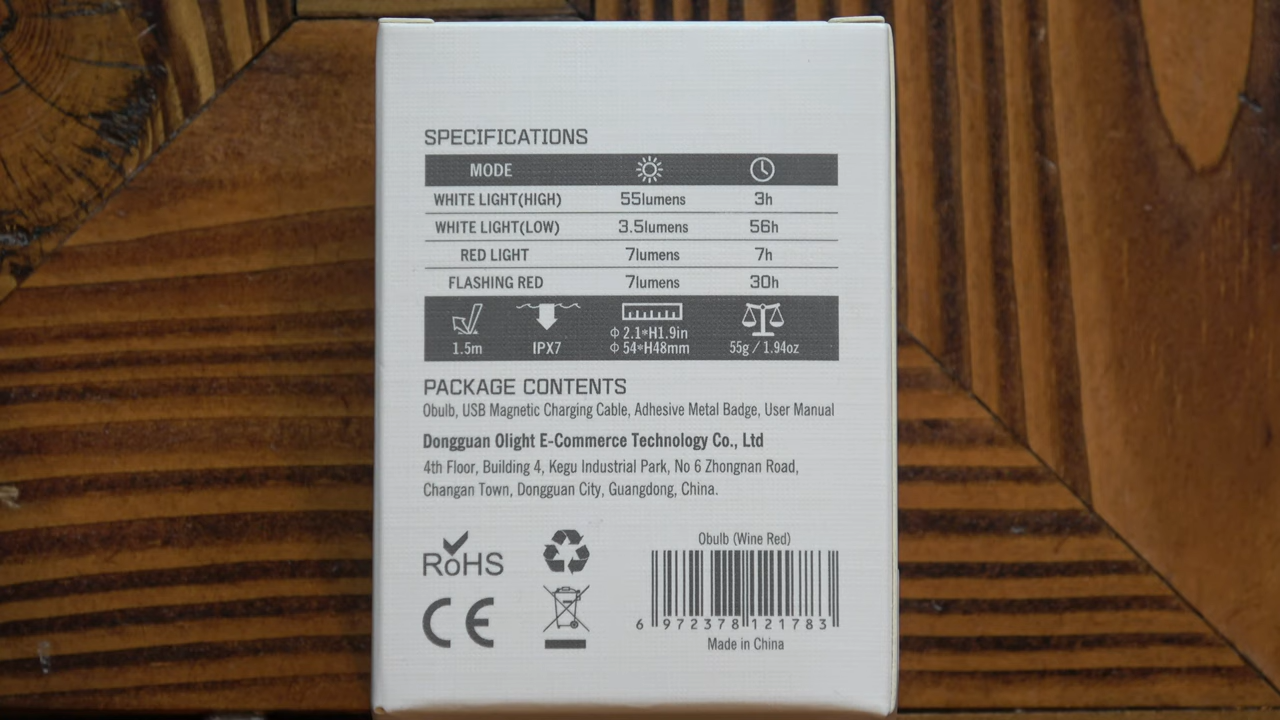 SPECIFICATIONS
MODE
WHITE LIGHT(HIGH) 55lumens 3h
WHITE LIGHT(LOW) 3.5lumens 56h
RED LIGHT 7lumens 7h
FLASHING RED 7lumens 30h
1.5m IPX7 Φ 2.1*H1.9in
Φ 54*H48mm 55g / 1.94oz
PACKAGE CONTENTS
Obulb, USB Magnetic Charging Cable, Adhesive Metal Badge, User Manual
Dongguan Olight E-Commerce Technology Co., Ltd
4th Floor, Building 4, Kegu Industrial Park, No 6 Zhongnan Road,
Changan Town, Dongguan City, Guangdong, China.
RoHS
CE
Obulb (Wine Red)
6 972378 121783
Made in China